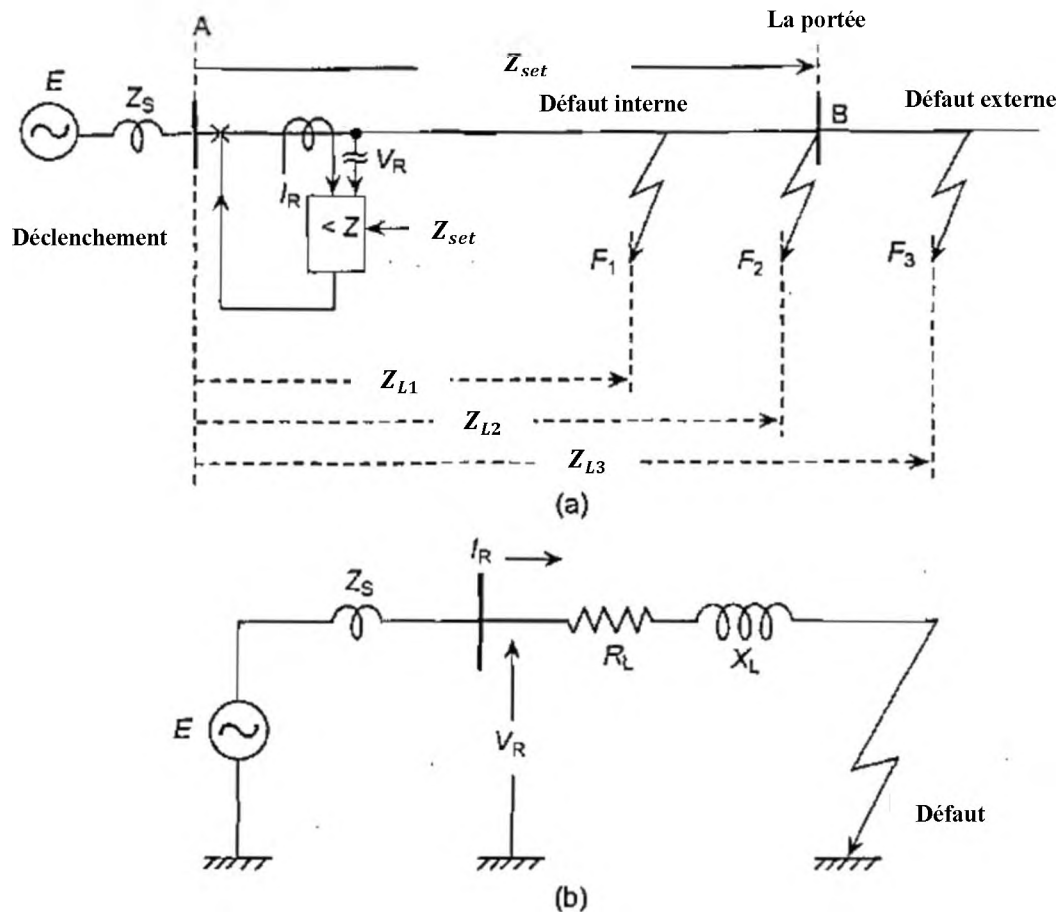 La portée
A
Z_set
E
Z_S
Défaut interne
B
Défaut externe
V_R
I_R
< Z
Z_set
Déclenchement
F_1
F_2
F_3
Z_L1
Z_L2
Z_L3
(a)
I_R
Z_S
R_L
X_L
E
V_R
Défaut
(b)